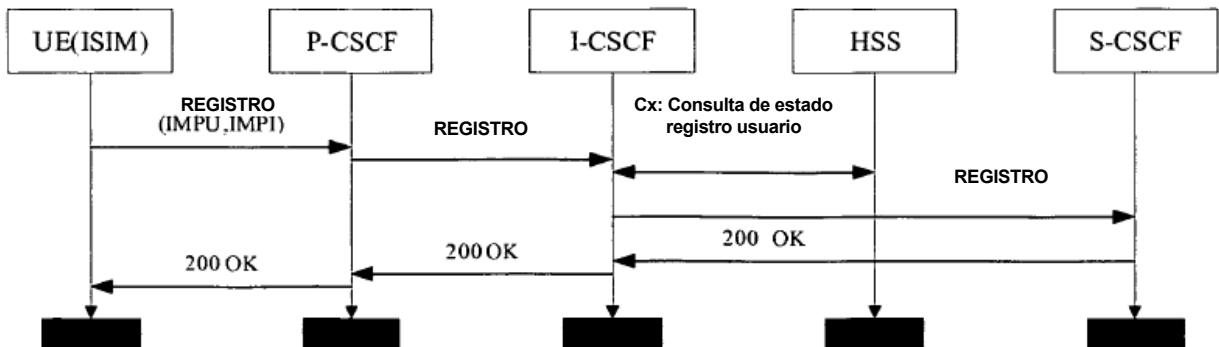 UE(ISIM)
P-CSCF
I-CSCF
HSS
S-CSCF
REGISTRO
(IMPU,IMPI)
REGISTRO
Cx: Consulta de estado
registro usuario
REGISTRO
200 OK
200 OK
200 OK